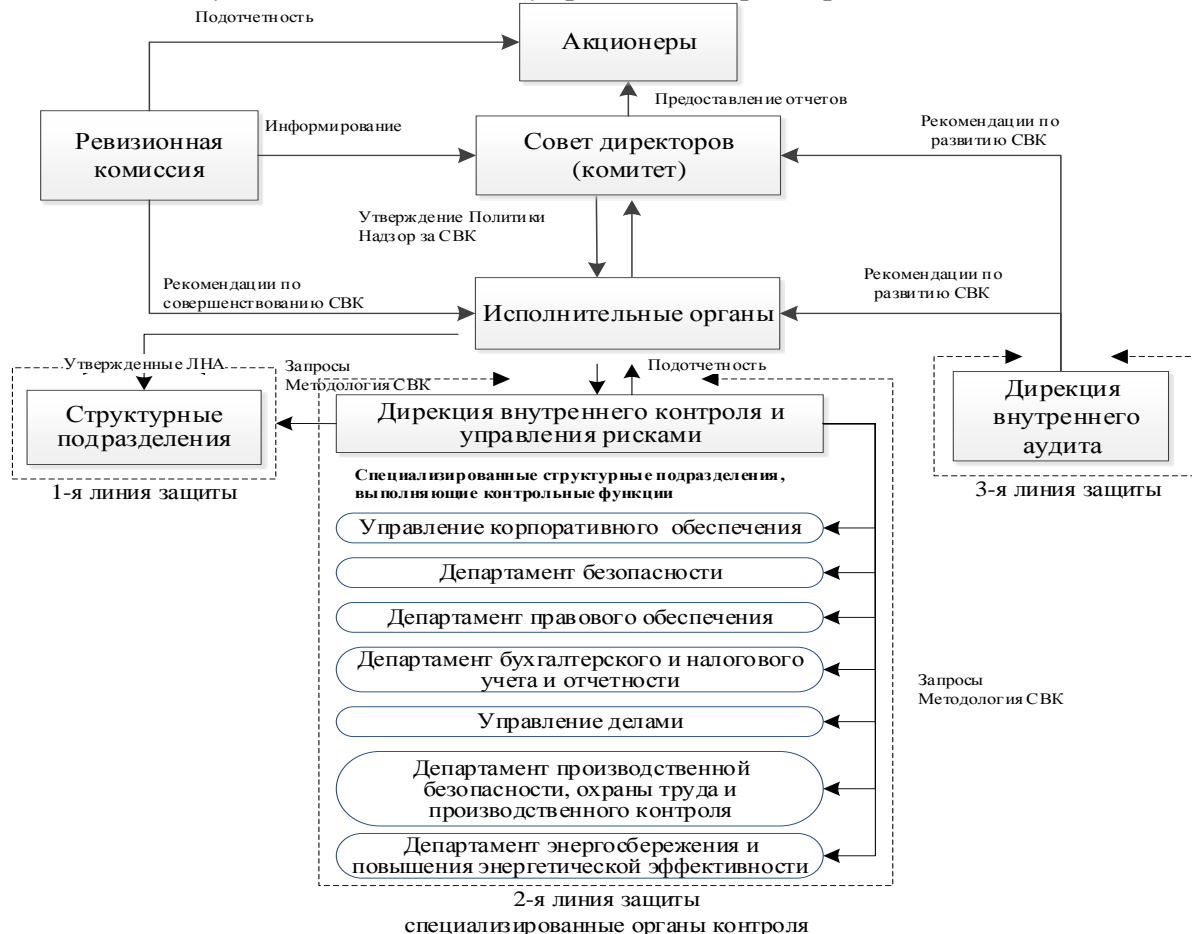 Подотчетность
Акционеры
Предоставление отчетов
Ревизионная
комиссия
Информирование
Совет директоров
(комитет)
Рекомендации по
развитию СВК
Утверждение Политики
Надзор за СВК
Рекомендации по
совершенствованию СВК
Исполнительные органы
Рекомендации по
развитию СВК
Утвержденные ЛНА
Запросы
Методология СВК
Подотчетность
Структурные
подразделения
1-я линия защиты
Дирекция внутреннего контроля и
управления рисками
Дирекция
внутреннего
аудита
3-я линия защиты
Специализированные структурные подразделения,
выполняющие контрольные функции
Управление корпоративного обеспечения
Департамент безопасности
Департамент правового обеспечения
Департамент бухгалтерского и налогового
учета и отчетности
Управление делами
Департамент производственной
безопасности, охраны труда и
производственного контроля
Департамент энергосбережения и
повышения энергетической эффективности
Запросы
Методология СВК
2-я линия защиты
специализированные органы контроля